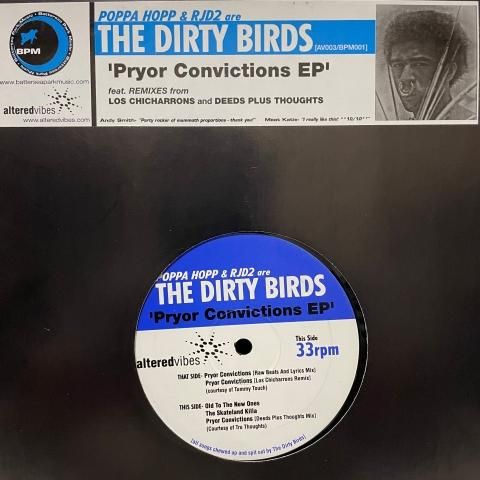 POPPA HOPP & RJD2 are
THE DIRTY BIRDS [AV003/BPM001]
'Pryor Convictions EP'
feat. REMIXES from
LOS CHICHARRONS and DEEDS PLUS THOUGHTS
Andy Smith- "Party rocker of mammoth proportions - thank you!" Meat Katie- "I really like this! **10/10**"
BPM
www.batterseaparkmusic.com
alteredvibes
www.alteredvibes.com
POPPA HOPP & RJD2 are
THE DIRTY BIRDS
'Pryor Convictions EP'
alteredvibes
This Side
33rpm
THAT SIDE- Pryor Convictions [Raw Beats And Lyrics Mix]
Pryor Convictions [Los Chicharrons Remix]
(courtesy of Tommy Touch)
THIS SIDE- Old To The New Ones
The Skateland Killa
Pryor Convictions [Deeds Plus Thoughts Mix]
(Courtesy of Tru Thoughts)
[all songs chewed up and spit out by The Dirty Birds]